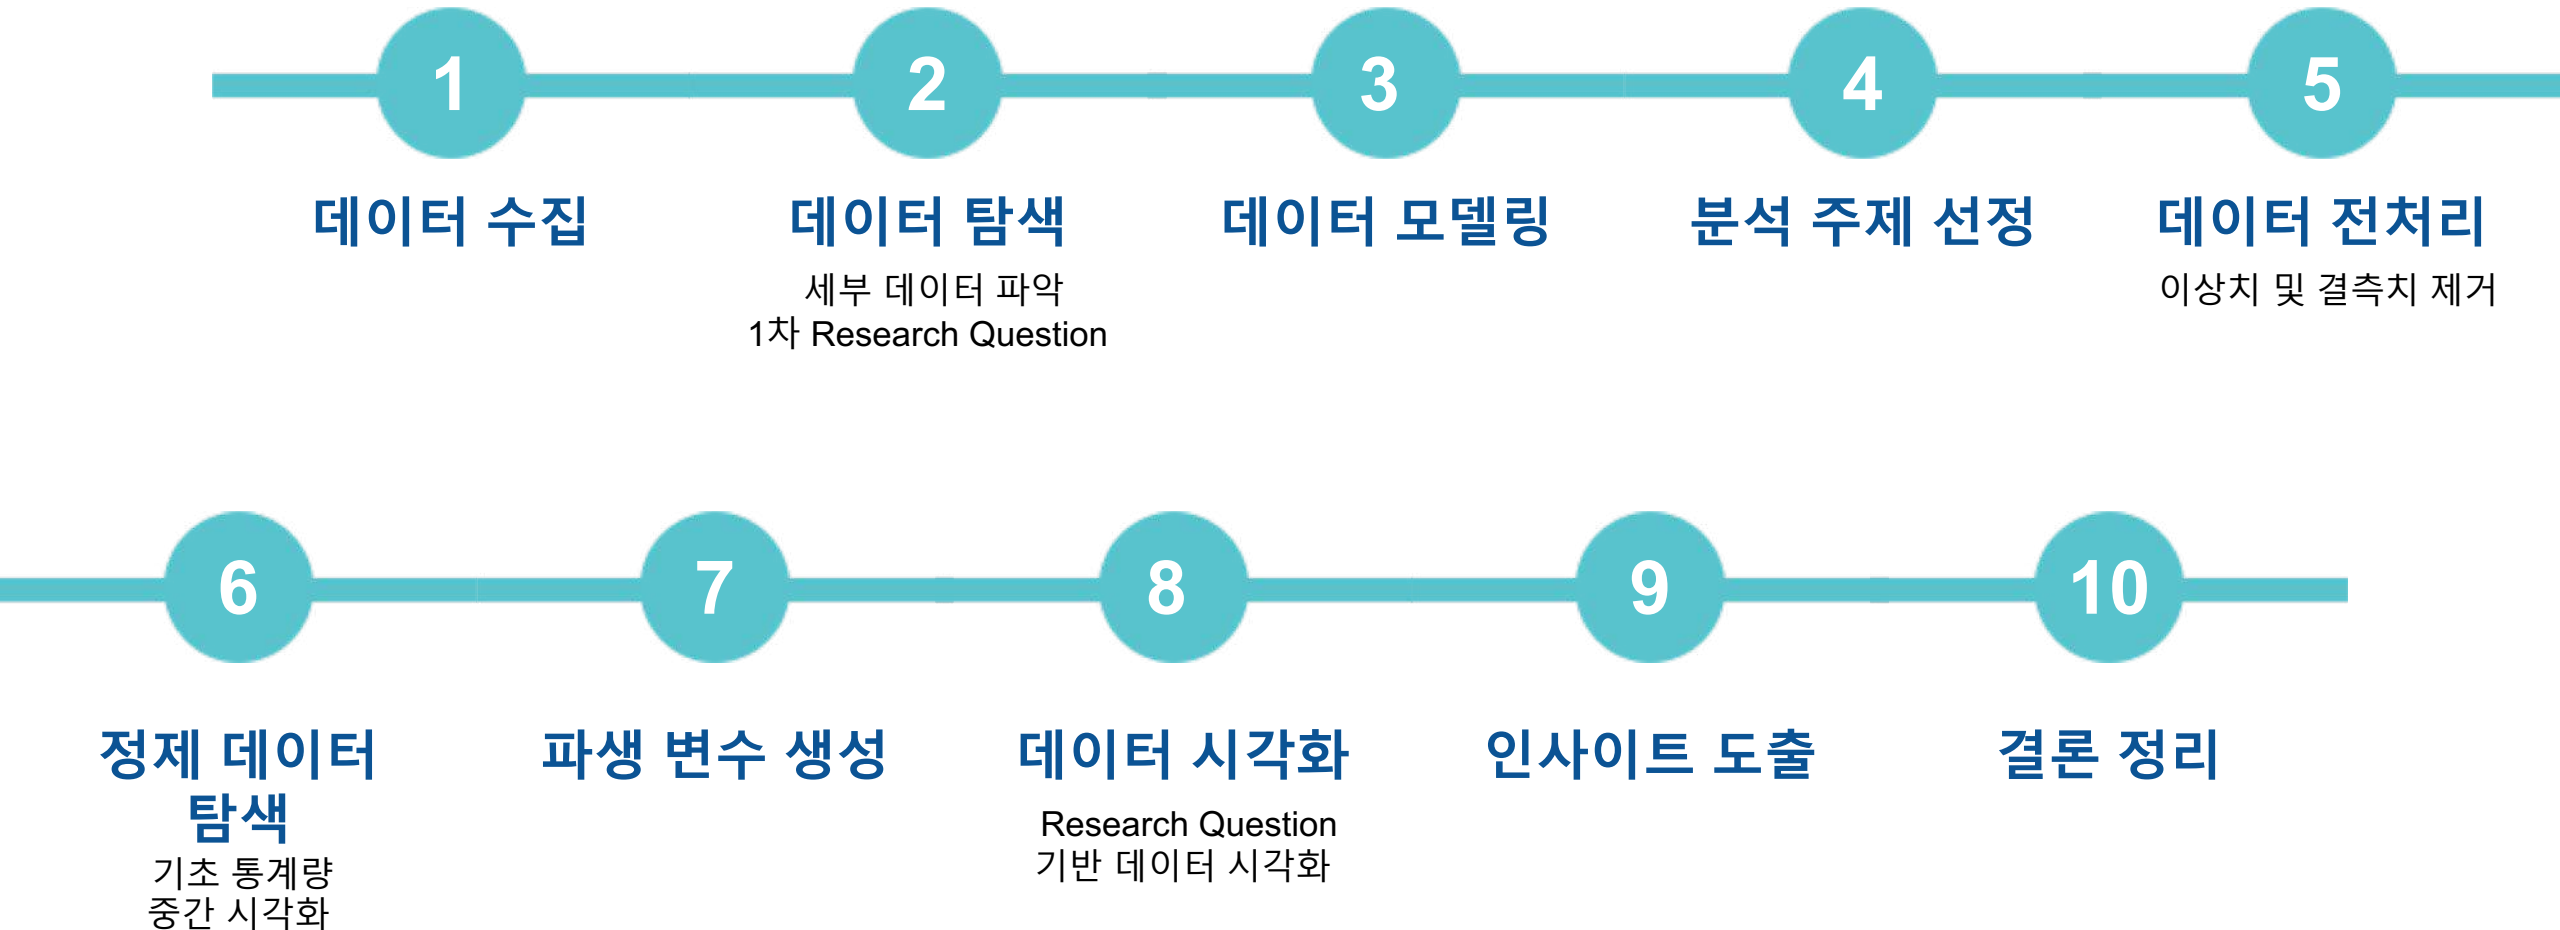 1
2
3
4
5
데이터 수집
데이터 탐색
데이터 모델링
분석 주제 선정
데이터 전처리
세부 데이터 파악
1차 Research Question
이상치 및 결측치 제거
6
7
8
9
10
정제 데이터
탐색
파생 변수 생성
데이터 시각화
인사이트 도출
결론 정리
기초 통계량
중간 시각화
Research Question
기반 데이터 시각화